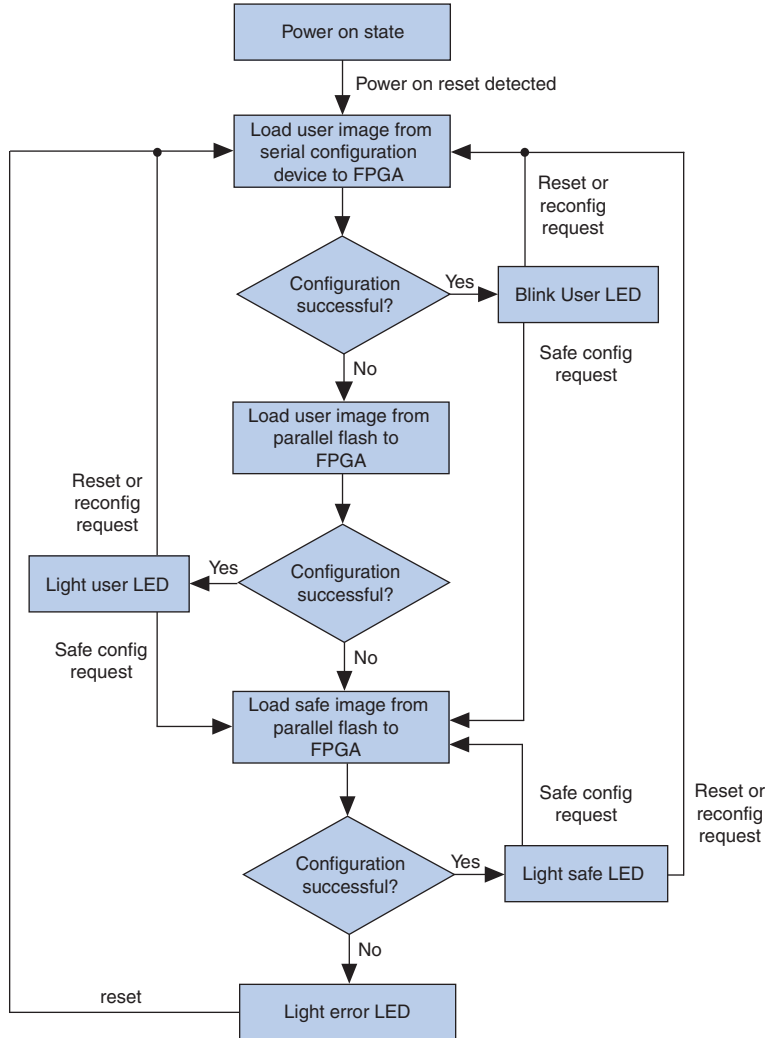 Power on state
Power on reset detected
Load user image from
serial configuration
device to FPGA
Reset or
reconfig
request
Configuration
successful?
Yes
Blink User LED
No
Safe config
request
Load user image from
parallel flash to
FPGA
Reset or
reconfig
request
Light user LED
Yes
Configuration
successful?
Safe config
request
No
Load safe image from
parallel flash to
FPGA
Safe config
request
Reset or
reconfig
request
Configuration
successful?
Yes
Light safe LED
No
reset
Light error LED